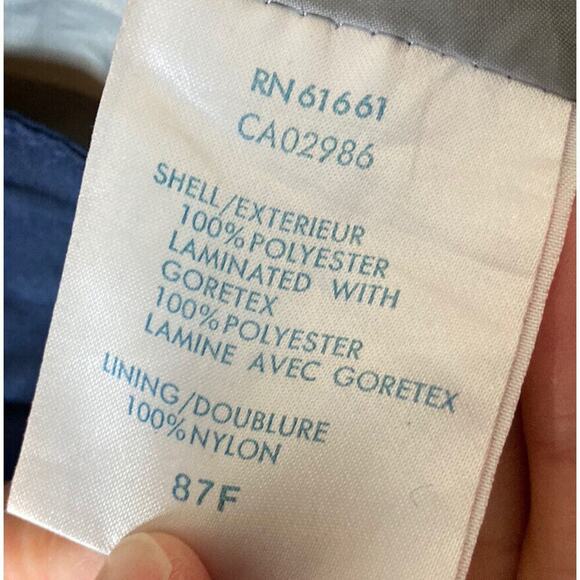 RN 61661
CA02986
SHELL/EXTERIEUR
100% POLYESTER
LAMINATED WITH
GORETEX
100% POLYESTER
LAMINE AVEC GORETEX
LINING/DOUBLURE
100% NYLON
87F